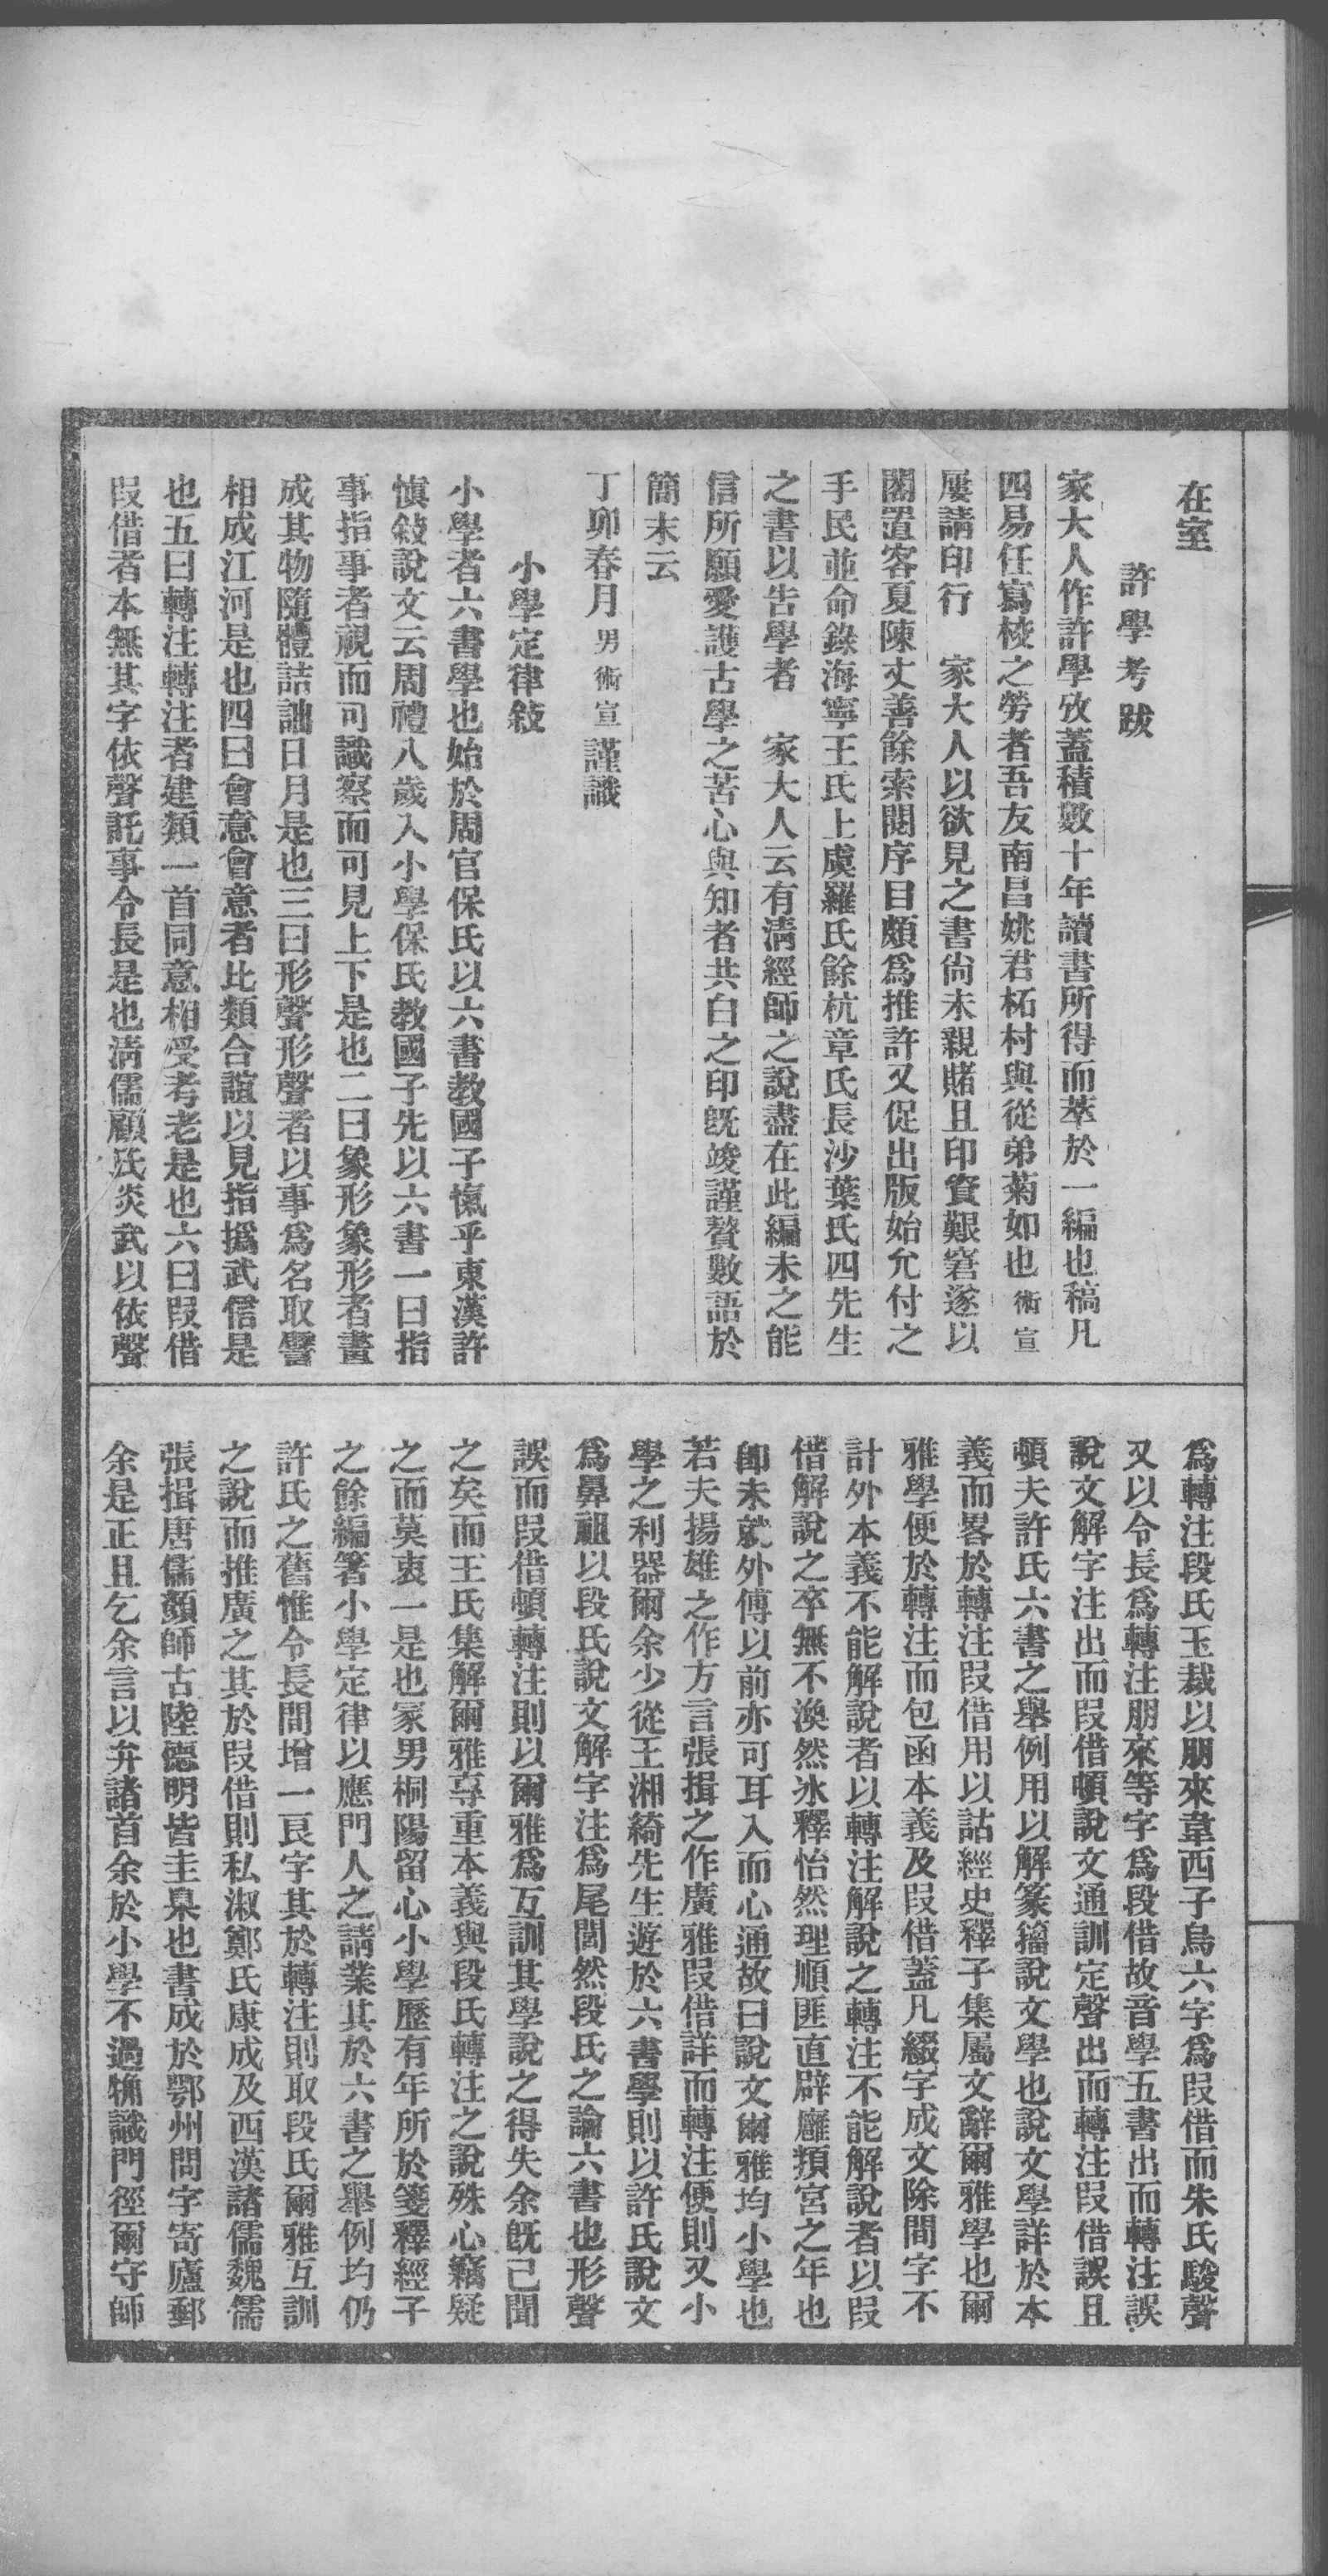 在室
許學考跋
家大人作許學攷蓋積數十年讀書所得而萃於一編也稿凡
四易任寫校之勞者吾友南昌姚君柘村與從弟菊如也術宣
屢請印行　家大人以欲見之書尚未親賭且印資艱窘遂以
閣置客夏陳丈善餘索閱序目頗爲推許又促出版始允付之
手民並命錄海寧王氏上虞羅氏餘杭章氏長沙葉氏四先生
之書以告學者　家大人云有清經師之說盡在此編未之能
信所願愛護古學之苦心與知者共白之印既竣謹贅數語於
簡末云
丁卯春月男術宣謹識
小學定律敍
小學者六書學也始於周官保氏以六書教國子愾乎東漢許
慎敍說文云周禮八歲入小學保氏教國子先以六書一曰指
事指事者視而可識察而可見上下是也二曰象形象形者畫
成其物隨體詰詘日月是也三曰形聲形聲者以事爲名取譬
相成江河是也四曰會意會意者比類合誼以見指撝武信是
也五曰轉注轉注者建類一首同意相受考老是也六曰叚借
叚借者本無其字依聲託事令長是也清儒顧氏炎武以依聲
爲轉注段氏玉裁以朋來韋西子烏六字爲叚借而朱氏駿聲
又以令長爲轉注朋來等字爲段借故音學五書出而轉注誤
說文解字注出而叚借頓說文通訓定聲出而轉注叚借誤且
頓夫許氏六書之舉例用以解篆籀說文學也說文學詳於本
義而畧於轉注叚借用以詁經史釋子集屬文辭爾雅學也爾
雅學便於轉注而包函本義及叚借蓋凡綴字成文除間字不
計外本義不能解說者以轉注解說之轉注不能解說者以叚
借解說之卒無不渙然冰釋怡然理順匪直辟廱頖宮之年也
卽未就外傅以前亦可耳入而心通故曰說文爾雅均小學也
若夫揚雄之作方言張揖之作廣雅叚借詳而轉注便則又小
學之利器爾余少從王湘綺先生遊於六書學則以許氏說文
爲鼻祖以段氏說文解字注爲尾閭然段氏之論六書也形聲
誤而叚借頓轉注則以爾雅爲互訓其學說之得失余旣已聞
之矣而王氏集解爾雅專重本義與段氏轉注之說殊心竊疑
之而莫衷一是也冢男桐陽留心小學歷有年所於箋釋經子
之餘編箸小學定律以應門人之請業其於六書之舉例均仍
許氏之舊惟令長間增一㒭字其於轉注則取段氏爾雅互訓
之說而推廣之其於叚借則私淑鄭氏康成及西漢諸儒魏儒
張揖唐儒顏師古陸德明皆圭臬也書成於鄂州問字寄廬郵
余是正且乞余言以弁諸首余於小學不過觕識門徑爾守師